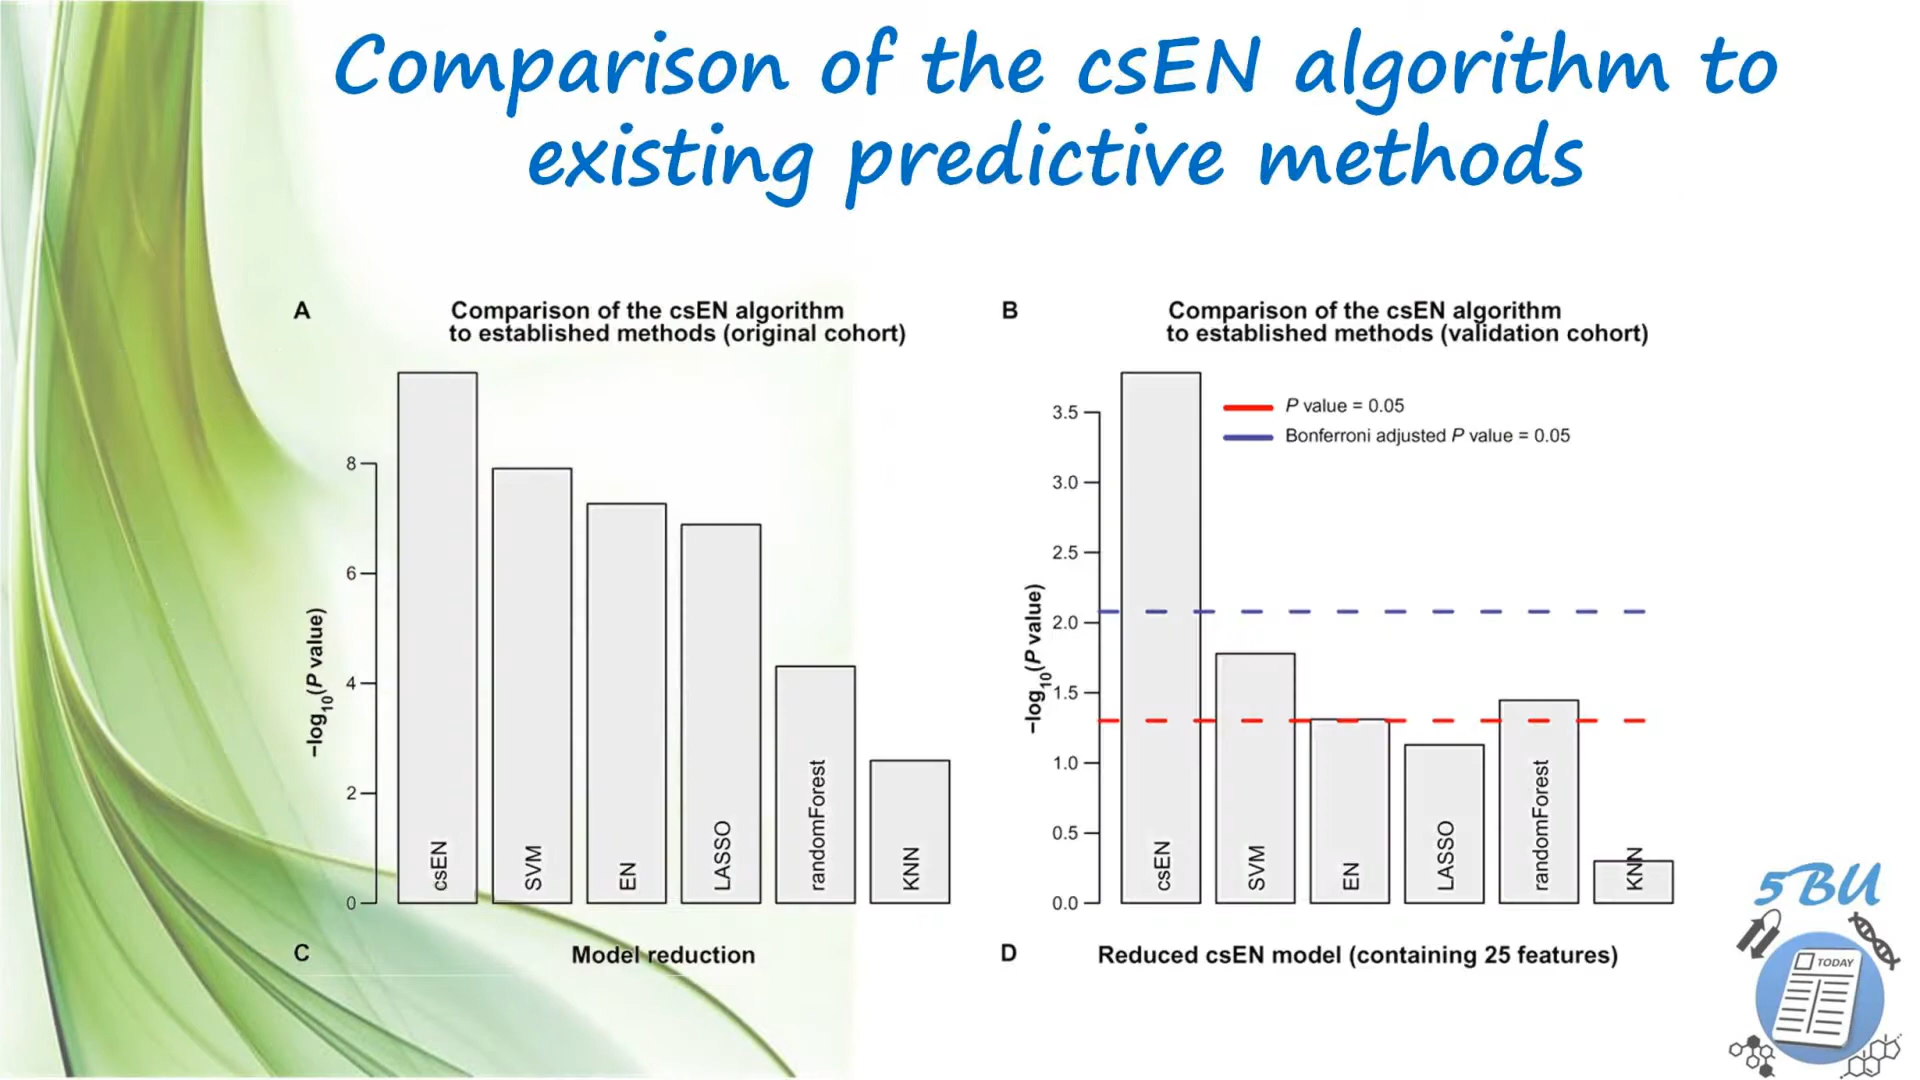 Comparison of the csEN algorithm to
existing predictive methods
A
Comparison of the csEN algorithm
to established methods (original cohort)
8
6
4
2
0
−log10(P value)
csEN
SVM
EN
LASSO
randomForest
KNN
B
Comparison of the csEN algorithm
to established methods (validation cohort)
P value = 0.05
Bonferroni adjusted P value = 0.05
3.5
3.0
2.5
2.0
1.5
1.0
0.5
0.0
−log10(P value)
csEN
SVM
EN
LASSO
randomForest
KNN
C
Model reduction
D
Reduced csEN model (containing 25 features)
5BU
TODAY